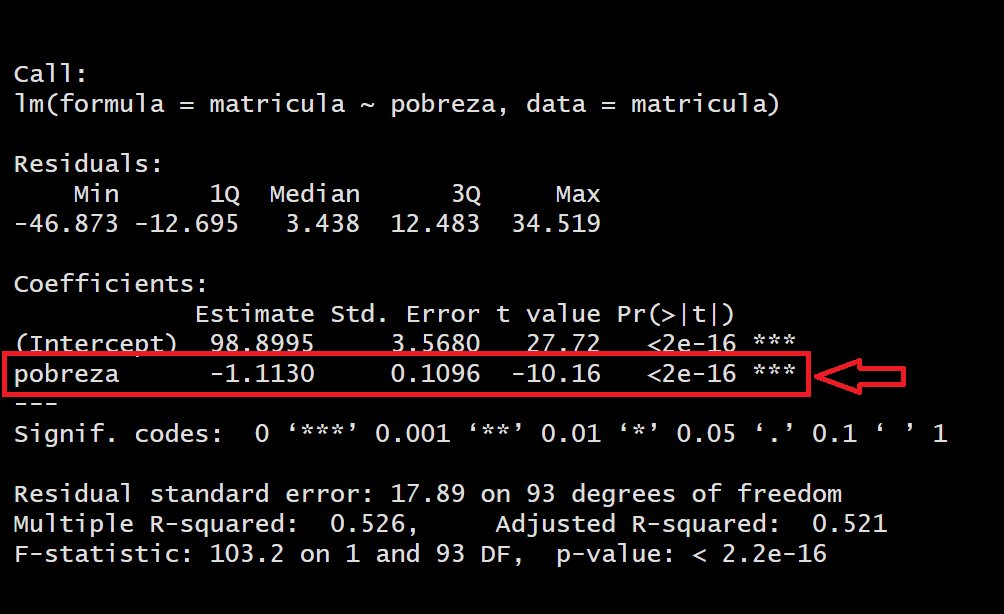 Call:
lm(formula = matricula ~ pobreza, data = matricula)
Residuals:
    Min      1Q  Median      3Q     Max
-46.873 -12.695   3.438  12.483  34.519
Coefficients:
            Estimate Std. Error t value Pr(>|t|)
(Intercept)  98.8995     3.5680   27.72   <2e-16 ***
pobreza      -1.1130     0.1096  -10.16   <2e-16 ***
---
Signif. codes:  0 ‘***’ 0.001 ‘**’ 0.01 ‘*’ 0.05 ‘.’ 0.1 ‘ ’ 1
Residual standard error: 17.89 on 93 degrees of freedom
Multiple R-squared:  0.526,	Adjusted R-squared:  0.521
F-statistic: 103.2 on 1 and 93 DF,  p-value: < 2.2e-16